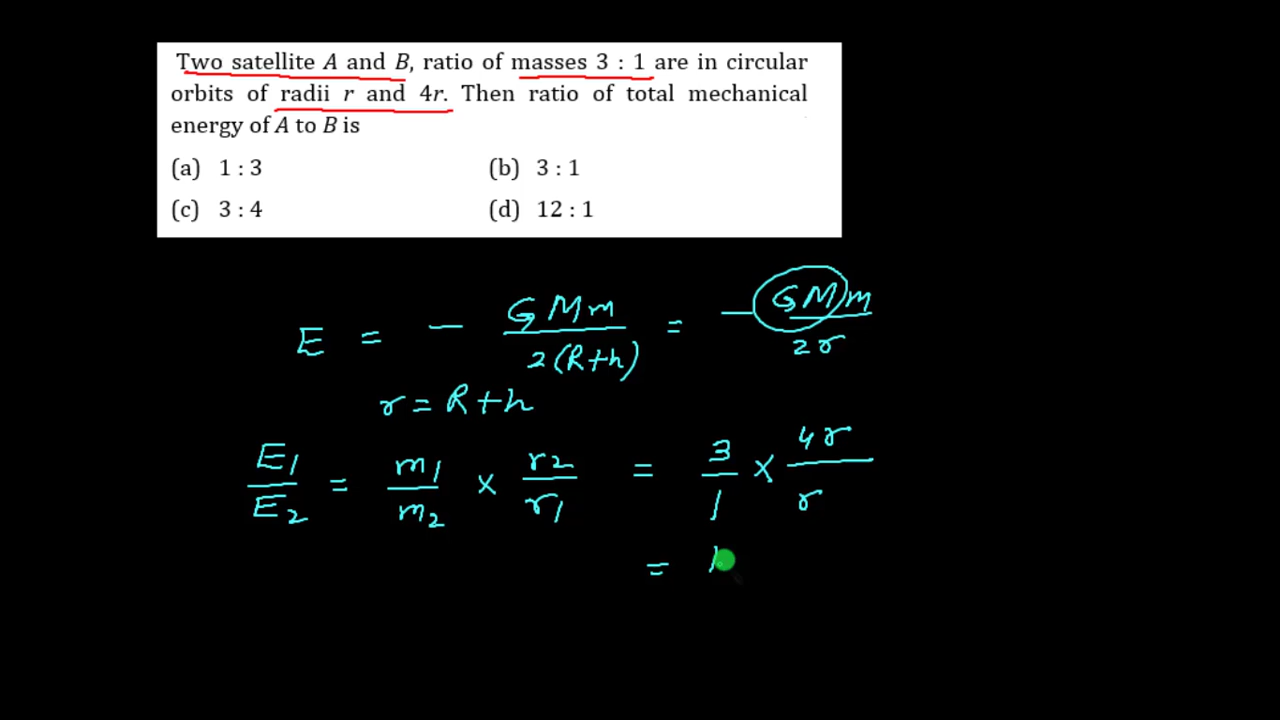 Two satellite A and B, ratio of masses 3 : 1 are in circular
orbits of radii r and 4r. Then ratio of total mechanical
energy of A to B is
(a) 1 : 3 (b) 3 : 1
(c) 3 : 4 (d) 12 : 1
E = - GMm / 2(R+h) = - GMm / 2r
r = R+h
E1 / E2 = m1 / m2 × r2 / r1 = 3 / 1 × 4r / r
= 1